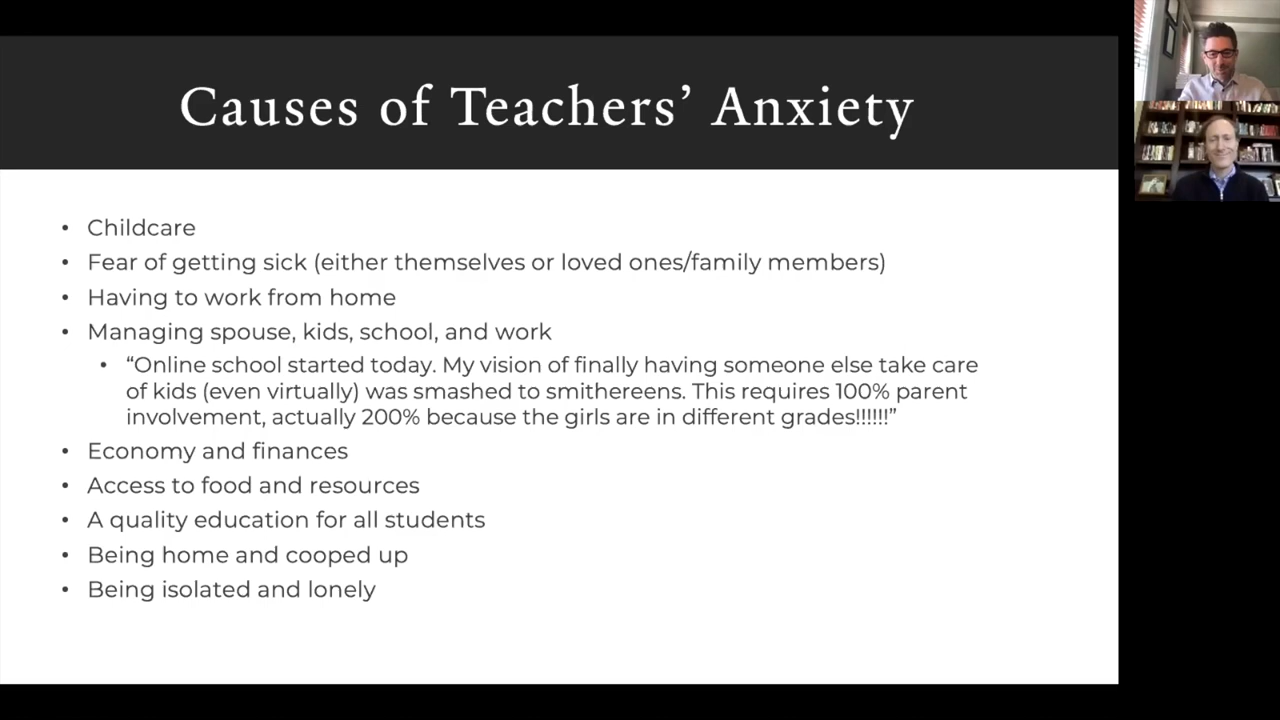 Causes of Teachers’ Anxiety
• Childcare
• Fear of getting sick (either themselves or loved ones/family members)
• Having to work from home
• Managing spouse, kids, school, and work
• “Online school started today. My vision of finally having someone else take care
of kids (even virtually) was smashed to smithereens. This requires 100% parent
involvement, actually 200% because the girls are in different grades!!!!!!”
• Economy and finances
• Access to food and resources
• A quality education for all students
• Being home and cooped up
• Being isolated and lonely